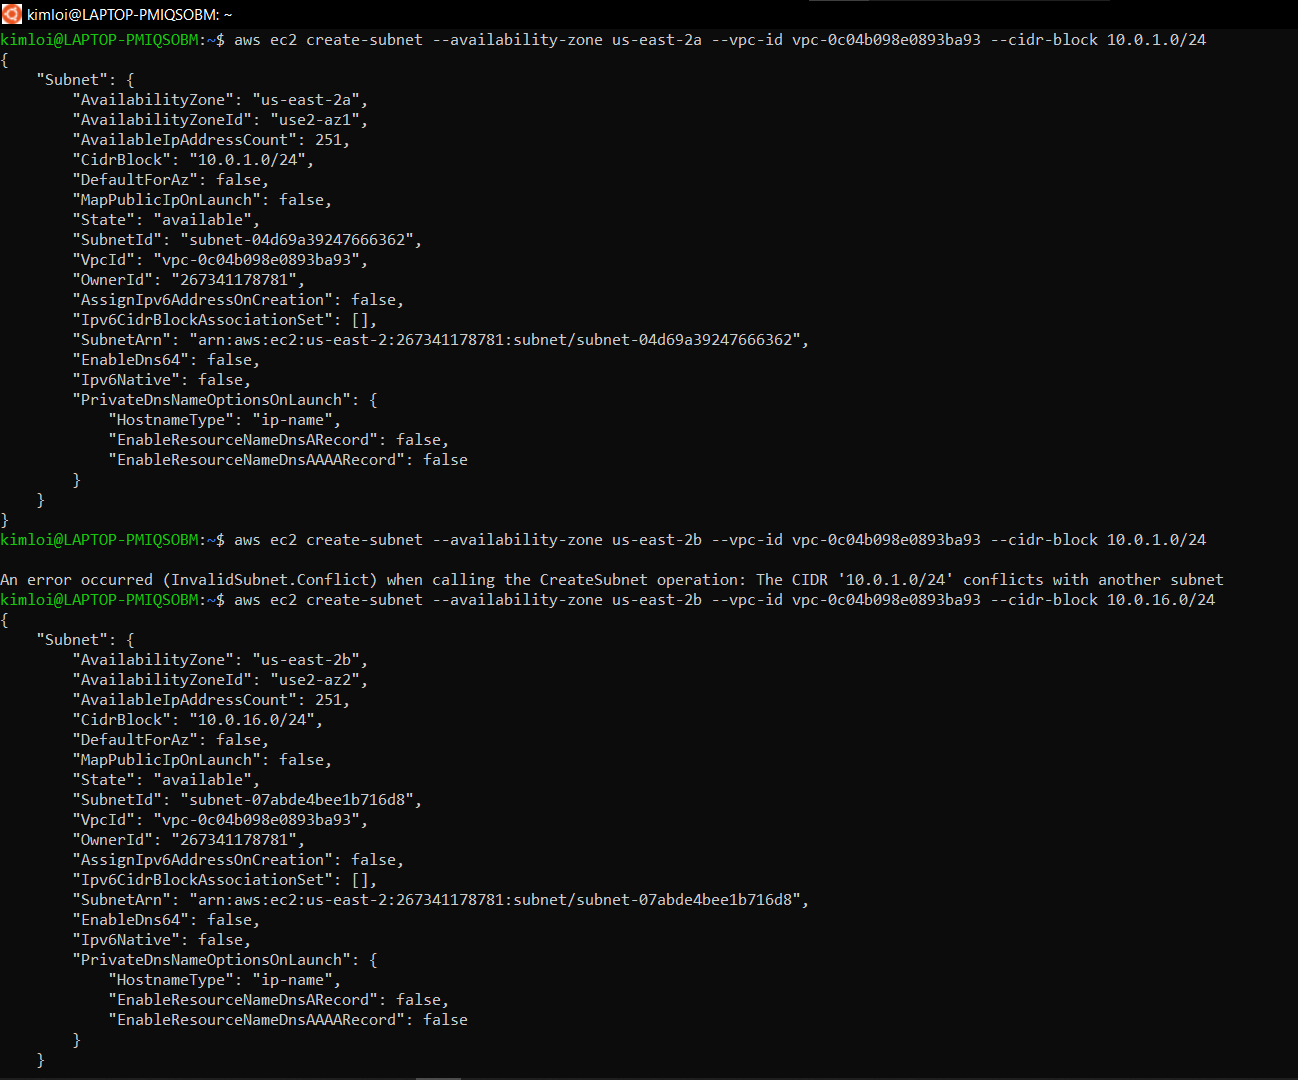 kimloi@LAPTOP-PMIQSOBM: ~
kimloi@LAPTOP-PMIQSOBM:~$ aws ec2 create-subnet --availability-zone us-east-2a --vpc-id vpc-0c04b098e0893ba93 --cidr-block 10.0.1.0/24
{
    "Subnet": {
        "AvailabilityZone": "us-east-2a",
        "AvailabilityZoneId": "use2-az1",
        "AvailableIpAddressCount": 251,
        "CidrBlock": "10.0.1.0/24",
        "DefaultForAz": false,
        "MapPublicIpOnLaunch": false,
        "State": "available",
        "SubnetId": "subnet-04d69a39247666362",
        "VpcId": "vpc-0c04b098e0893ba93",
        "OwnerId": "267341178781",
        "AssignIpv6AddressOnCreation": false,
        "Ipv6CidrBlockAssociationSet": [],
        "SubnetArn": "arn:aws:ec2:us-east-2:267341178781:subnet/subnet-04d69a39247666362",
        "EnableDns64": false,
        "Ipv6Native": false,
        "PrivateDnsNameOptionsOnLaunch": {
            "HostnameType": "ip-name",
            "EnableResourceNameDnsARecord": false,
            "EnableResourceNameDnsAAAARecord": false
        }
    }
}
kimloi@LAPTOP-PMIQSOBM:~$ aws ec2 create-subnet --availability-zone us-east-2b --vpc-id vpc-0c04b098e0893ba93 --cidr-block 10.0.1.0/24
An error occurred (InvalidSubnet.Conflict) when calling the CreateSubnet operation: The CIDR '10.0.1.0/24' conflicts with another subnet
kimloi@LAPTOP-PMIQSOBM:~$ aws ec2 create-subnet --availability-zone us-east-2b --vpc-id vpc-0c04b098e0893ba93 --cidr-block 10.0.16.0/24
{
    "Subnet": {
        "AvailabilityZone": "us-east-2b",
        "AvailabilityZoneId": "use2-az2",
        "AvailableIpAddressCount": 251,
        "CidrBlock": "10.0.16.0/24",
        "DefaultForAz": false,
        "MapPublicIpOnLaunch": false,
        "State": "available",
        "SubnetId": "subnet-07abde4bee1b716d8",
        "VpcId": "vpc-0c04b098e0893ba93",
        "OwnerId": "267341178781",
        "AssignIpv6AddressOnCreation": false,
        "Ipv6CidrBlockAssociationSet": [],
        "SubnetArn": "arn:aws:ec2:us-east-2:267341178781:subnet/subnet-07abde4bee1b716d8",
        "EnableDns64": false,
        "Ipv6Native": false,
        "PrivateDnsNameOptionsOnLaunch": {
            "HostnameType": "ip-name",
            "EnableResourceNameDnsARecord": false,
            "EnableResourceNameDnsAAAARecord": false
        }
    }